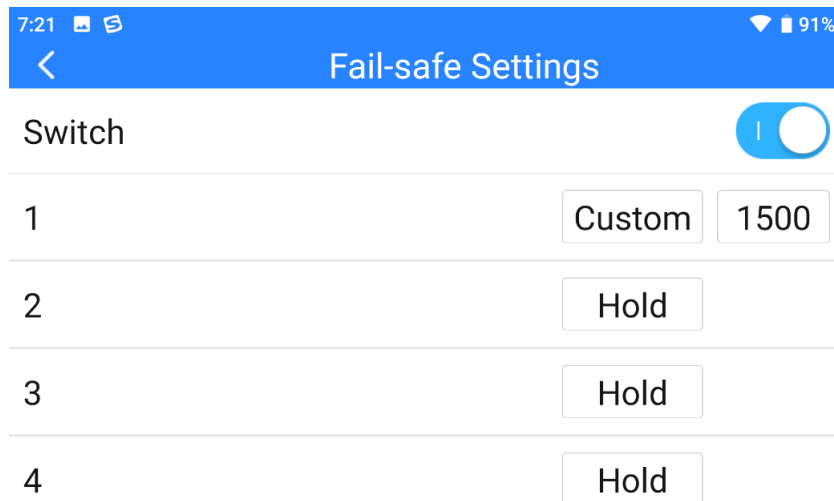 7:21 91%
Fail-safe Settings
Switch
1 Custom 1500
2 Hold
3 Hold
4 Hold